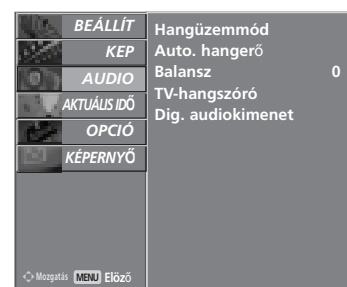 BEÁLLÍT
KEP
AUDIO
AKTUÁLIS IDŐ
OPCIÓ
KÉPERNYŐ
Hangüzemmód
Auto. hangerő
Balansz 0
TV-hangszóró
Dig. audiokimenet
Mozgatás MENU Előző